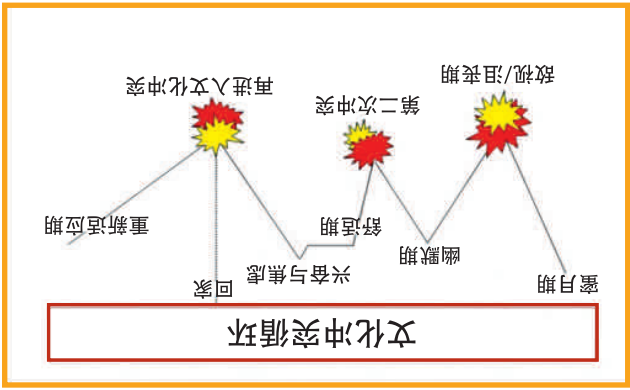 文化冲突循环
蜜月期
敌视/沮丧期
幽默期
第二次冲突
舒适期
兴奋与焦虑
回家
再进入文化冲突
重新适应期